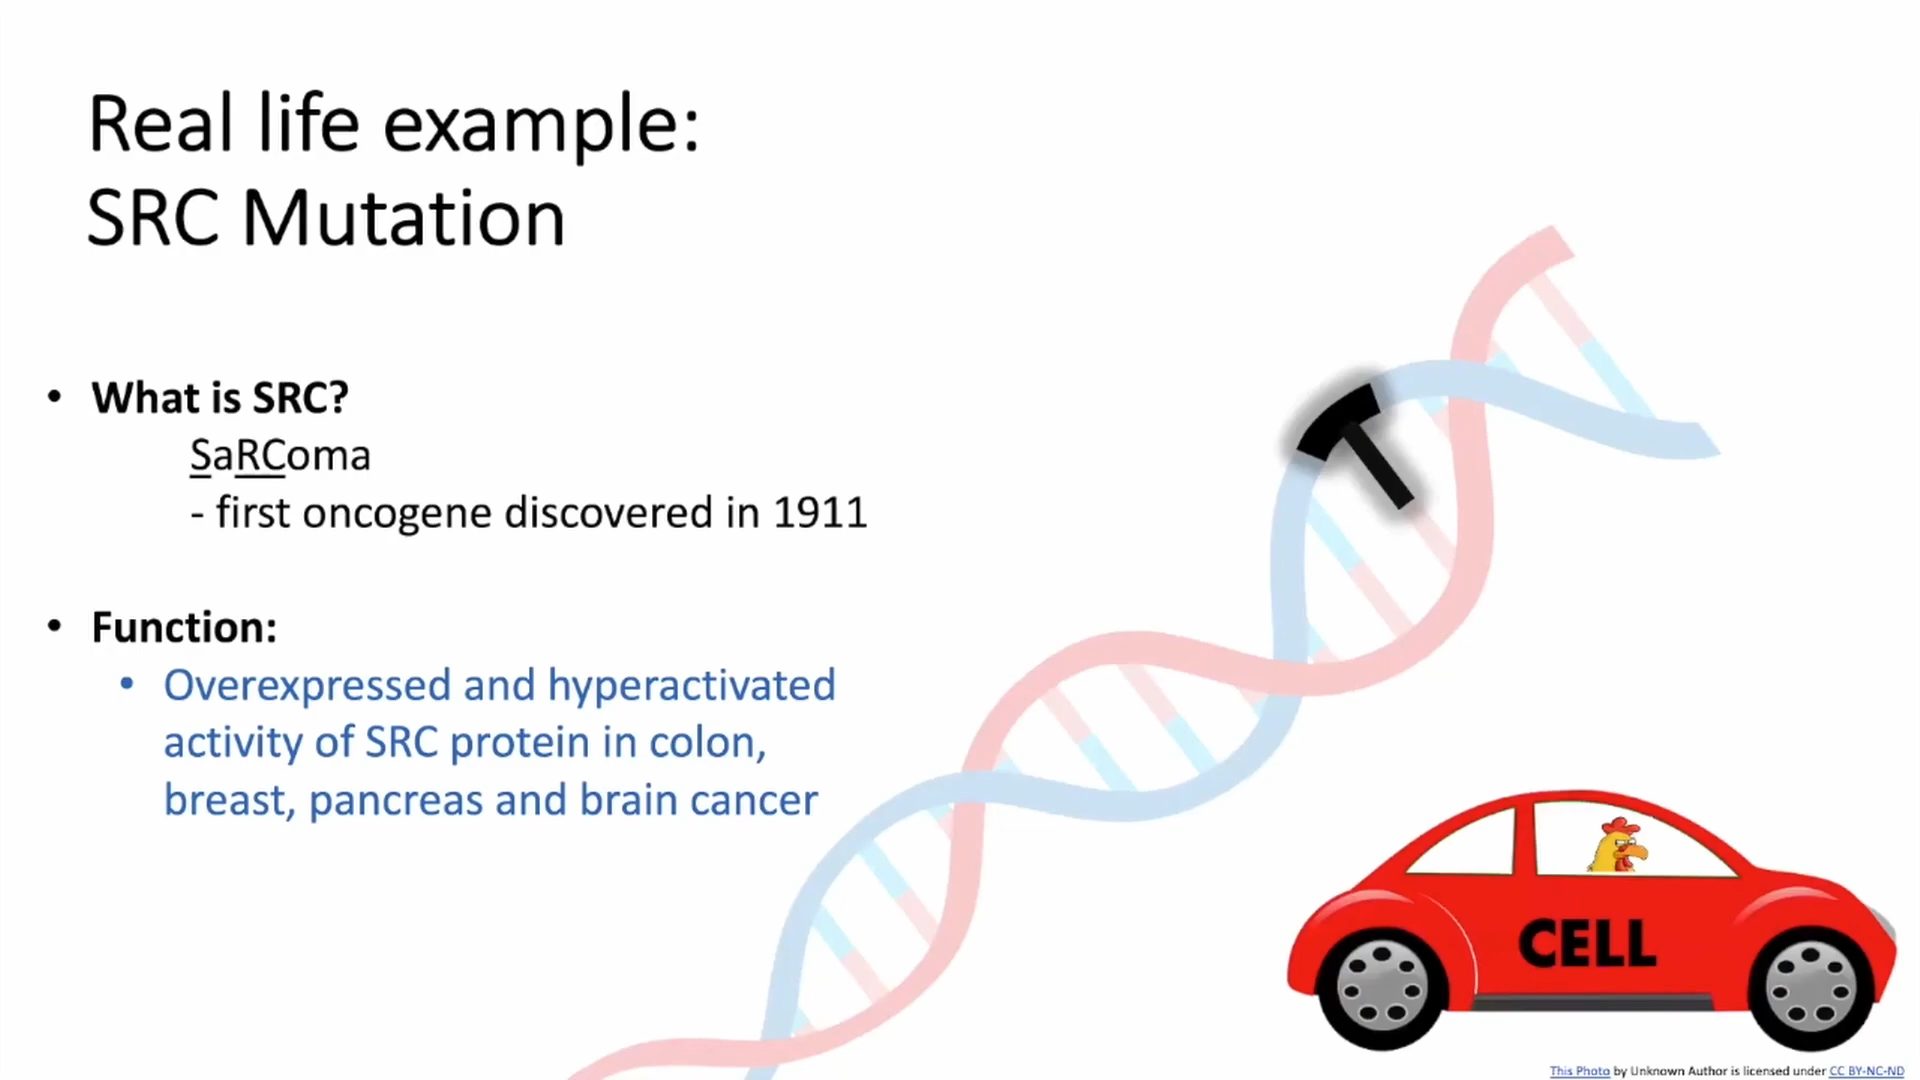 Real life example:
SRC Mutation
• What is SRC?
SaRComa
- first oncogene discovered in 1911
• Function:
• Overexpressed and hyperactivated
activity of SRC protein in colon,
breast, pancreas and brain cancer
CELL
This Photo by Unknown Author is licensed under CC BY-NC-ND